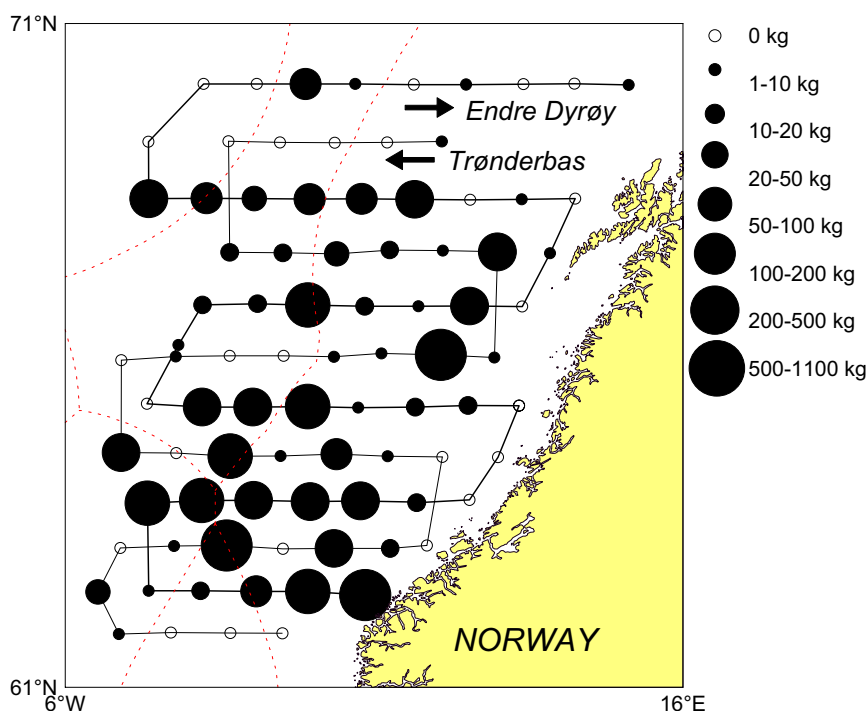 71°N
0 kg
1-10 kg
Endre Dyrøy
10-20 kg
Trønderbas
20-50 kg
50-100 kg
100-200 kg
200-500 kg
500-1100 kg
NORWAY
61°N
6°W
16°E